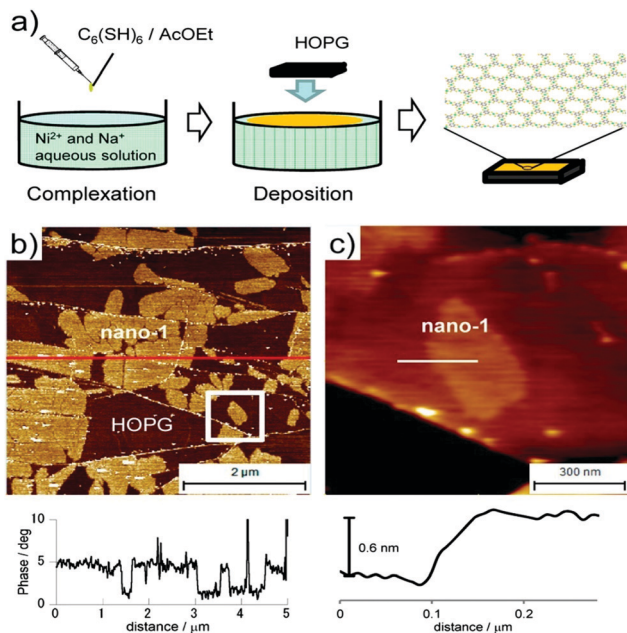 a)
C6(SH)6 / AcOEt
HOPG
Ni2+ and Na+
aqueous solution
Complexation
Deposition
b)
nano-1
HOPG
2 μm
c)
nano-1
300 nm
Phase / deg
10
5
0
0 1 2 3 4 5
distance / μm
0.6 nm
0 0.1 0.2
distance / μm